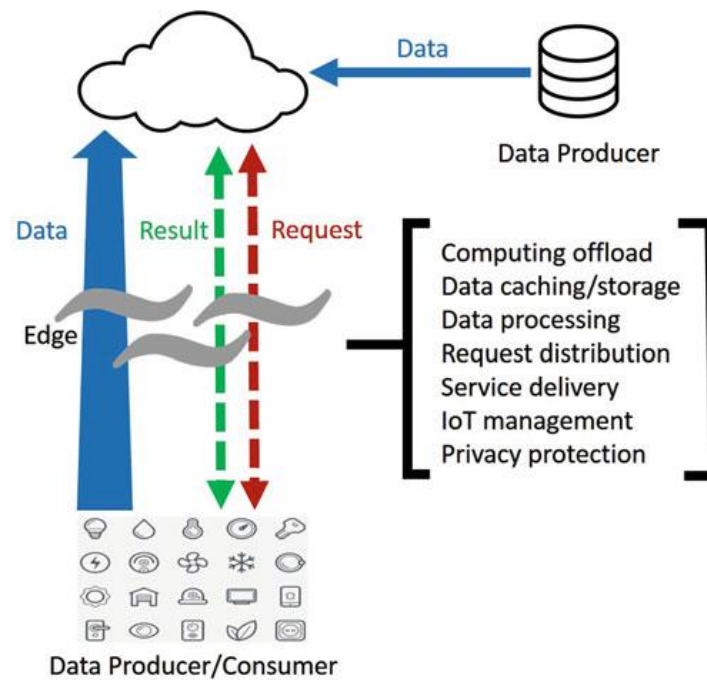 Data
Data Producer
Data
Result
Request
Edge
Computing offload
Data caching/storage
Data processing
Request distribution
Service delivery
IoT management
Privacy protection
Data Producer/Consumer